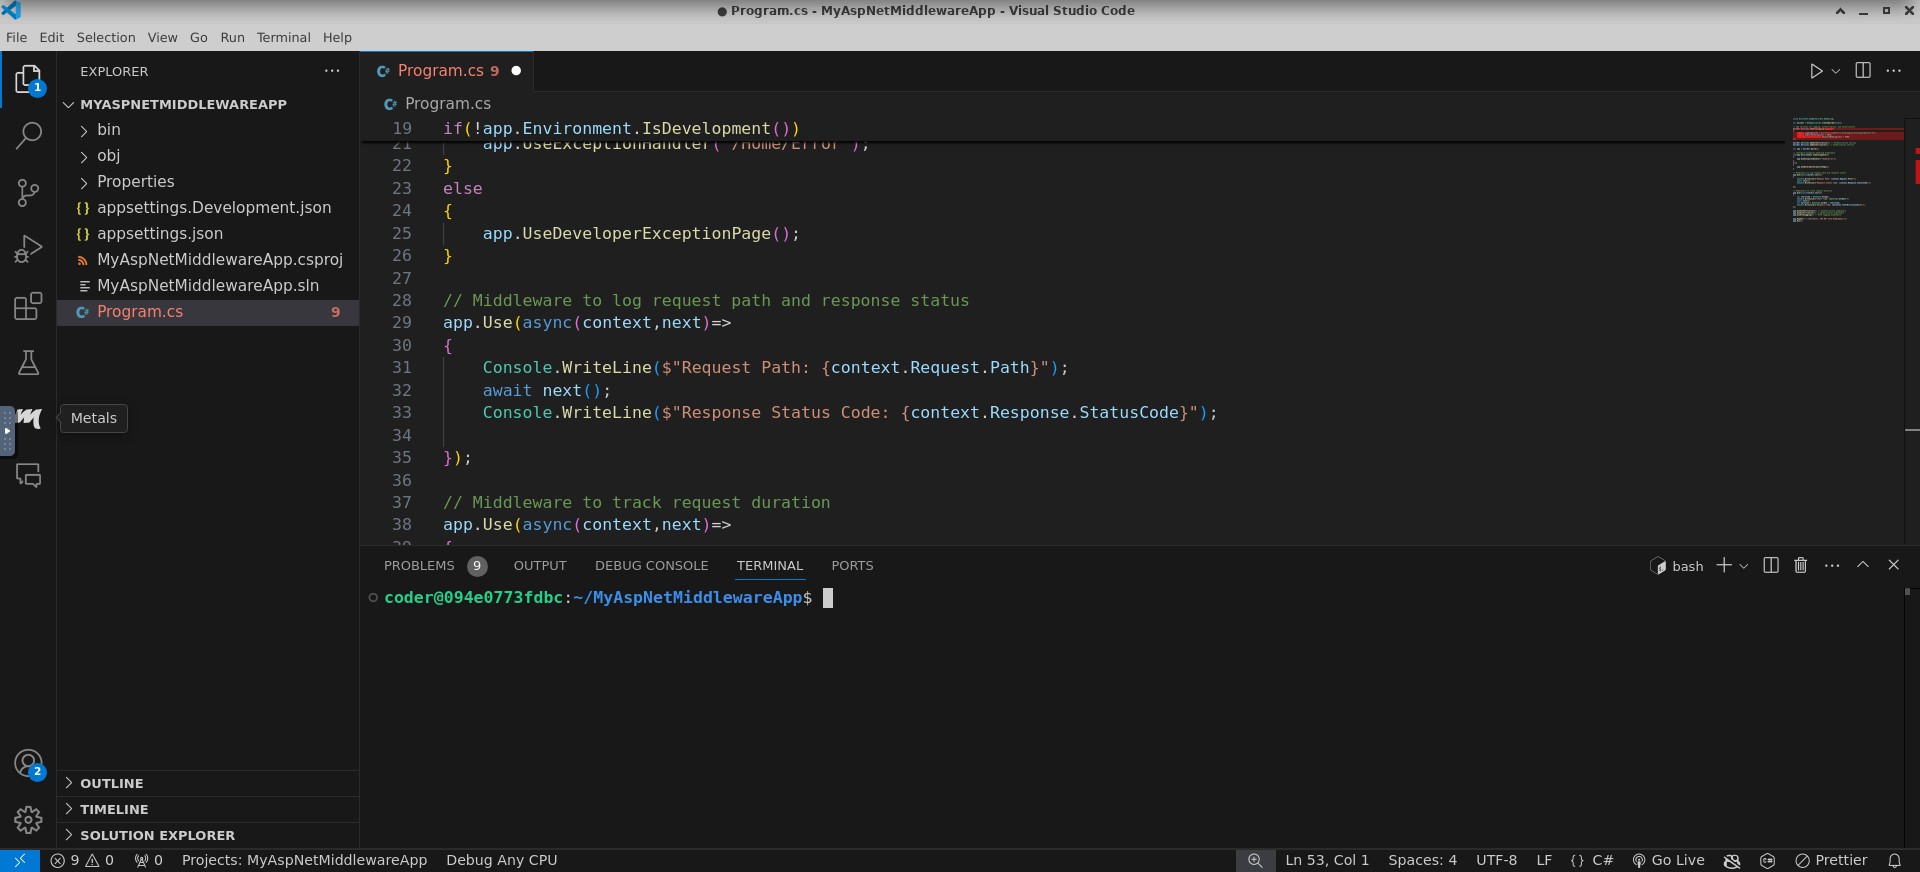 ● Program.cs - MyAspNetMiddlewareApp - Visual Studio Code
File Edit Selection View Go Run Terminal Help
1
EXPLORER
MYASPNETMIDDLEWAREAPP
bin
obj
Properties
{} appsettings.Development.json
{} appsettings.json
MyAspNetMiddlewareApp.csproj
MyAspNetMiddlewareApp.sln
C# Program.cs 9
Metals
OUTLINE
TIMELINE
SOLUTION EXPLORER
2
C# Program.cs 9 ●
C# Program.cs
19 if(!app.Environment.IsDevelopment())
21 app.UseExceptionHandler("/Home/Error");
22 }
23 else
24 {
25 app.UseDeveloperExceptionPage();
26 }
27
28 // Middleware to log request path and response status
29 app.Use(async(context,next)=>
30 {
31 Console.WriteLine($"Request Path: {context.Request.Path}");
32 await next();
33 Console.WriteLine($"Response Status Code: {context.Response.StatusCode}");
34
35 });
36
37 // Middleware to track request duration
38 app.Use(async(context,next)=>
39 {
PROBLEMS 9 OUTPUT DEBUG CONSOLE TERMINAL PORTS
bash
coder@094e0773fdbc:~/MyAspNetMiddlewareApp$
9 0 0 Projects: MyAspNetMiddlewareApp Debug Any CPU
Ln 53, Col 1 Spaces: 4 UTF-8 LF {} C# Go Live Prettier